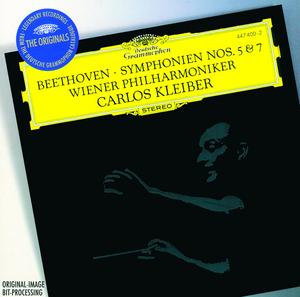 THE ORIGINALS
LEGENDARY RECORDINGS
Deutsche
Grammophon
447 400-2
BEETHOVEN · SYMPHONIEN NOS. 5 & 7
WIENER PHILHARMONIKER
CARLOS KLEIBER
STEREO
ORIGINAL-IMAGE
BIT-PROCESSING